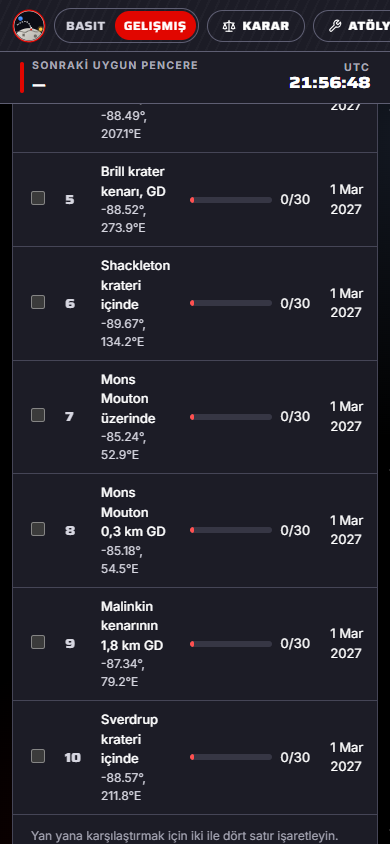 BASIT GELIŞMIŞ KARAR ATÖLY
SONRAKİ UYGUN PENCERE UTC
— 21:56:48
-88.49°, 2027
207.1°E
5 Brill krater kenarı, GD -88.52°, 273.9°E 0/30 1 Mar 2027
6 Shackleton krateri içinde -89.67°, 134.2°E 0/30 1 Mar 2027
7 Mons Mouton üzerinde -85.24°, 52.9°E 0/30 1 Mar 2027
8 Mons Mouton 0,3 km GD -85.18°, 54.5°E 0/30 1 Mar 2027
9 Malinkin kenarının 1,8 km GD -87.34°, 79.2°E 0/30 1 Mar 2027
10 Sverdrup krateri içinde -88.57°, 211.8°E 0/30 1 Mar 2027
Yan yana karşılaştırmak için iki ile dört satır işaretleyin.